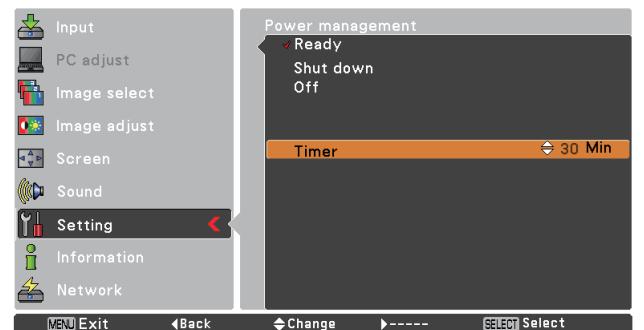 Input
PC adjust
Image select
Image adjust
Screen
Sound
Setting
Information
Network
Power management
Ready
Shut down
Off
Timer 30 Min
MENU Exit Back Change ----- SELECT Select